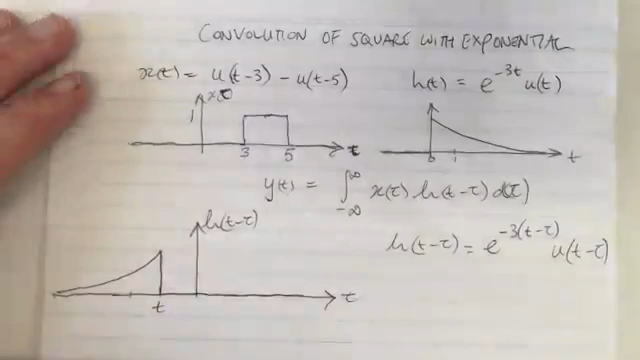 CONVOLUTION OF SQUARE WITH EXPONENTIAL
x(t) = u(t-3) - u(t-5)
h(t) = e^{-3t} u(t)
x(τ)
1
3 5 τ
0 1 t
y(t) = ∫_{-∞}^{∞} x(τ) h(t-τ) dτ)
h(t-τ)
h(t-τ) = e^{-3(t-τ)} u(t-τ)
t τ